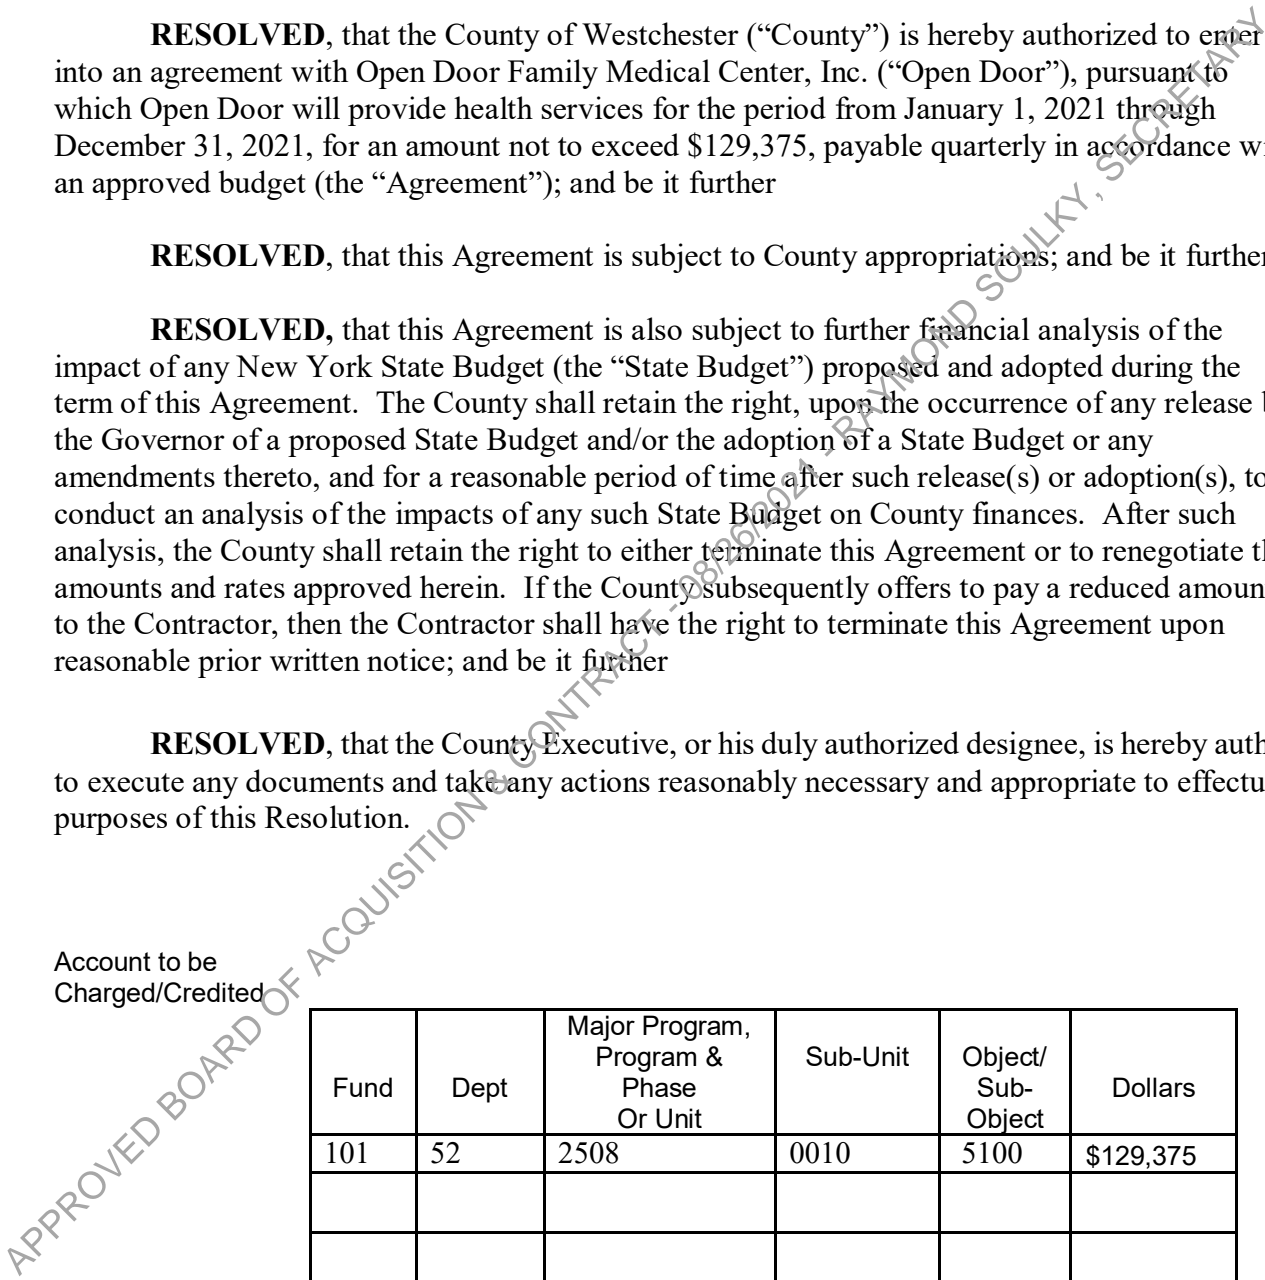 RESOLVED, that the County of Westchester (“County”) is hereby authorized to enter
into an agreement with Open Door Family Medical Center, Inc. (“Open Door”), pursuant to
which Open Door will provide health services for the period from January 1, 2021 through
December 31, 2021, for an amount not to exceed $129,375, payable quarterly in accordance
an approved budget (the “Agreement”); and be it further
RESOLVED, that this Agreement is subject to County appropriations; and be it further
RESOLVED, that this Agreement is also subject to further financial analysis of the
impact of any New York State Budget (the “State Budget”) proposed and adopted during the
term of this Agreement. The County shall retain the right, upon the occurrence of any release
the Governor of a proposed State Budget and/or the adoption of a State Budget or any
amendments thereto, and for a reasonable period of time after such release(s) or adoption(s), to
conduct an analysis of the impacts of any such State Budget on County finances. After such
analysis, the County shall retain the right to either terminate this Agreement or to renegotiate
amounts and rates approved herein. If the County subsequently offers to pay a reduced amoun
to the Contractor, then the Contractor shall have the right to terminate this Agreement upon
reasonable prior written notice; and be it further
RESOLVED, that the County Executive, or his duly authorized designee, is hereby auth
to execute any documents and take any actions reasonably necessary and appropriate to effectu
purposes of this Resolution.
APPROVED BOARD OF ACQUISITION & CONTRACT - 08/26/2021 - RAYMOND SOULKY, SECRETARY
Account to be
Charged/Credited
Fund Dept Major Program, Program & Phase Or Unit Sub-Unit Object/ Sub- Object Dollars
101 52 2508 0010 5100 $129,375